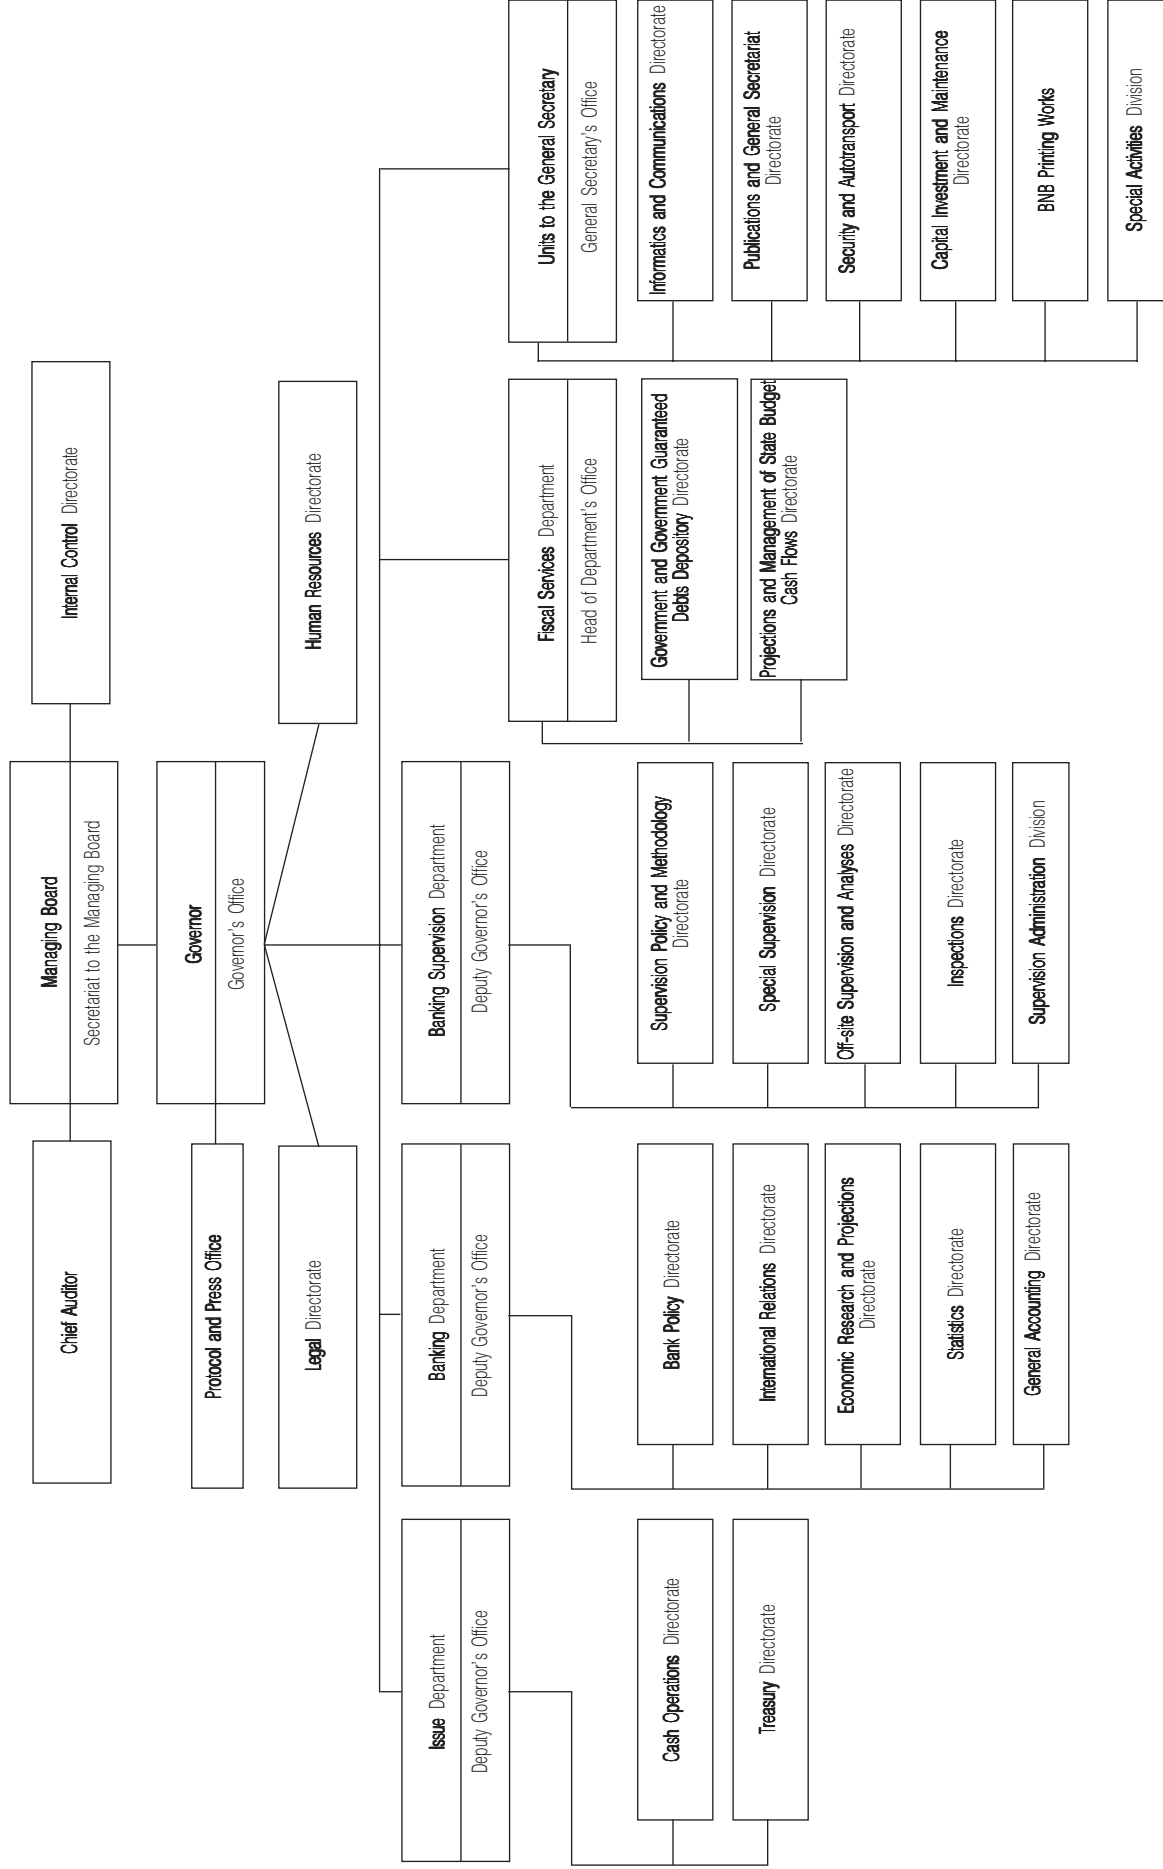 Managing Board
Secretariat to the Managing Board
Chief Auditor
Internal Control Directorate
Governor
Governor's Office
Protocol and Press Office
Legal Directorate
Human Resources Directorate
Issue Department
Deputy Governor's Office
Cash Operations Directorate
Treasury Directorate
Banking Department
Deputy Governor's Office
Bank Policy Directorate
International Relations Directorate
Economic Research and Projections
Directorate
Statistics Directorate
General Accounting Directorate
Banking Supervision Department
Deputy Governor's Office
Supervision Policy and Methodology
Directorate
Special Supervision Directorate
Off-site Supervision and Analyses Directorate
Inspections Directorate
Supervision Administration Division
Fiscal Services Department
Head of Department's Office
Government and Government Guaranteed
Debts Depository Directorate
Projections and Management of State Budget
Cash Flows Directorate
Units to the General Secretary
General Secretary's Office
Informatics and Communications Directorate
Publications and General Secretariat
Directorate
Security and Autotransport Directorate
Capital Investment and Maintenance
Directorate
BNB Printing Works
Special Activities Division